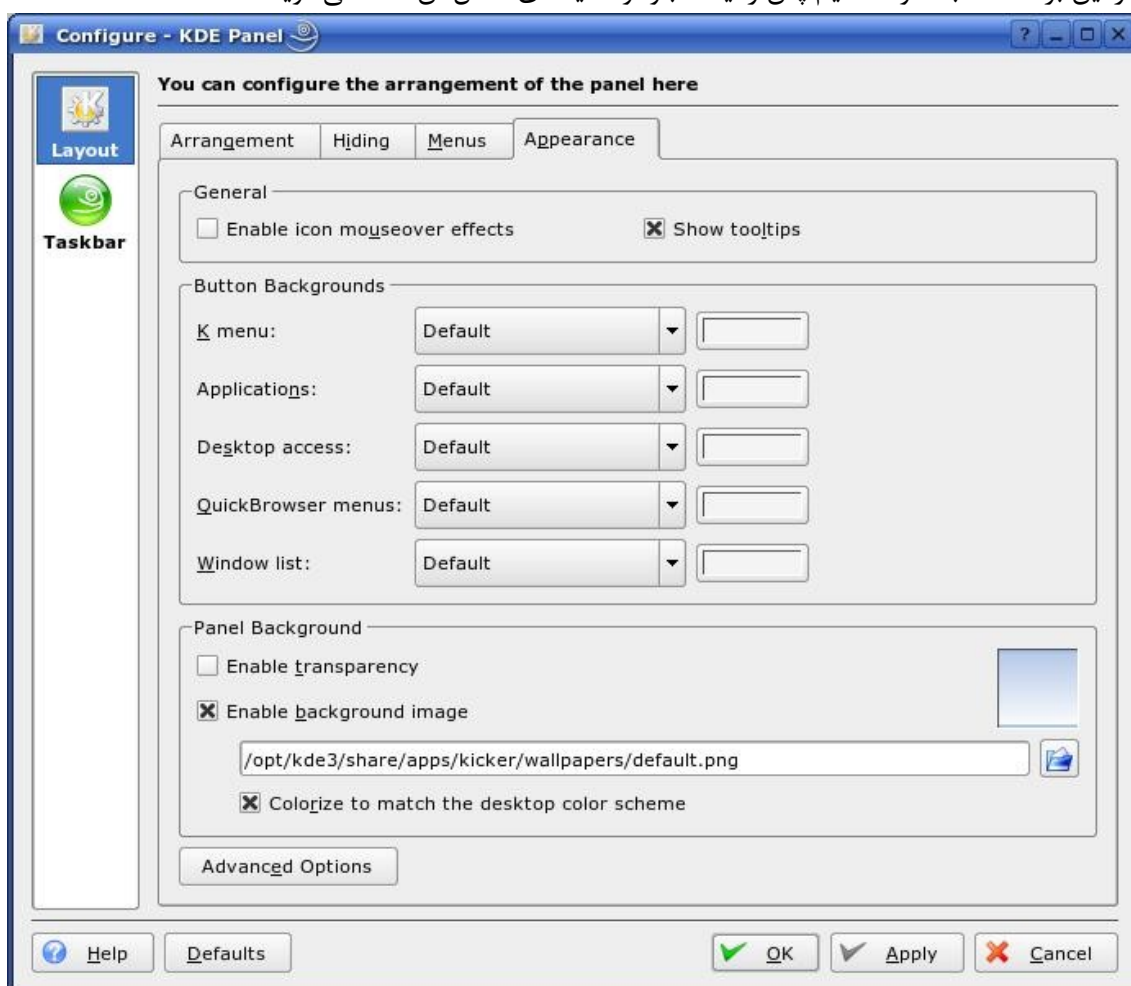 Configure - KDE Panel
You can configure the arrangement of the panel here
Layout
Taskbar
Arrangement Hiding Menus Appearance
General
Enable icon mouseover effects Show tooltips
Button Backgrounds
K menu: Default
Applications: Default
Desktop access: Default
QuickBrowser menus: Default
Window list: Default
Panel Background
Enable transparency
Enable background image
/opt/kde3/share/apps/kicker/wallpapers/default.png
Colorize to match the desktop color scheme
Advanced Options
Help Defaults OK Apply Cancel